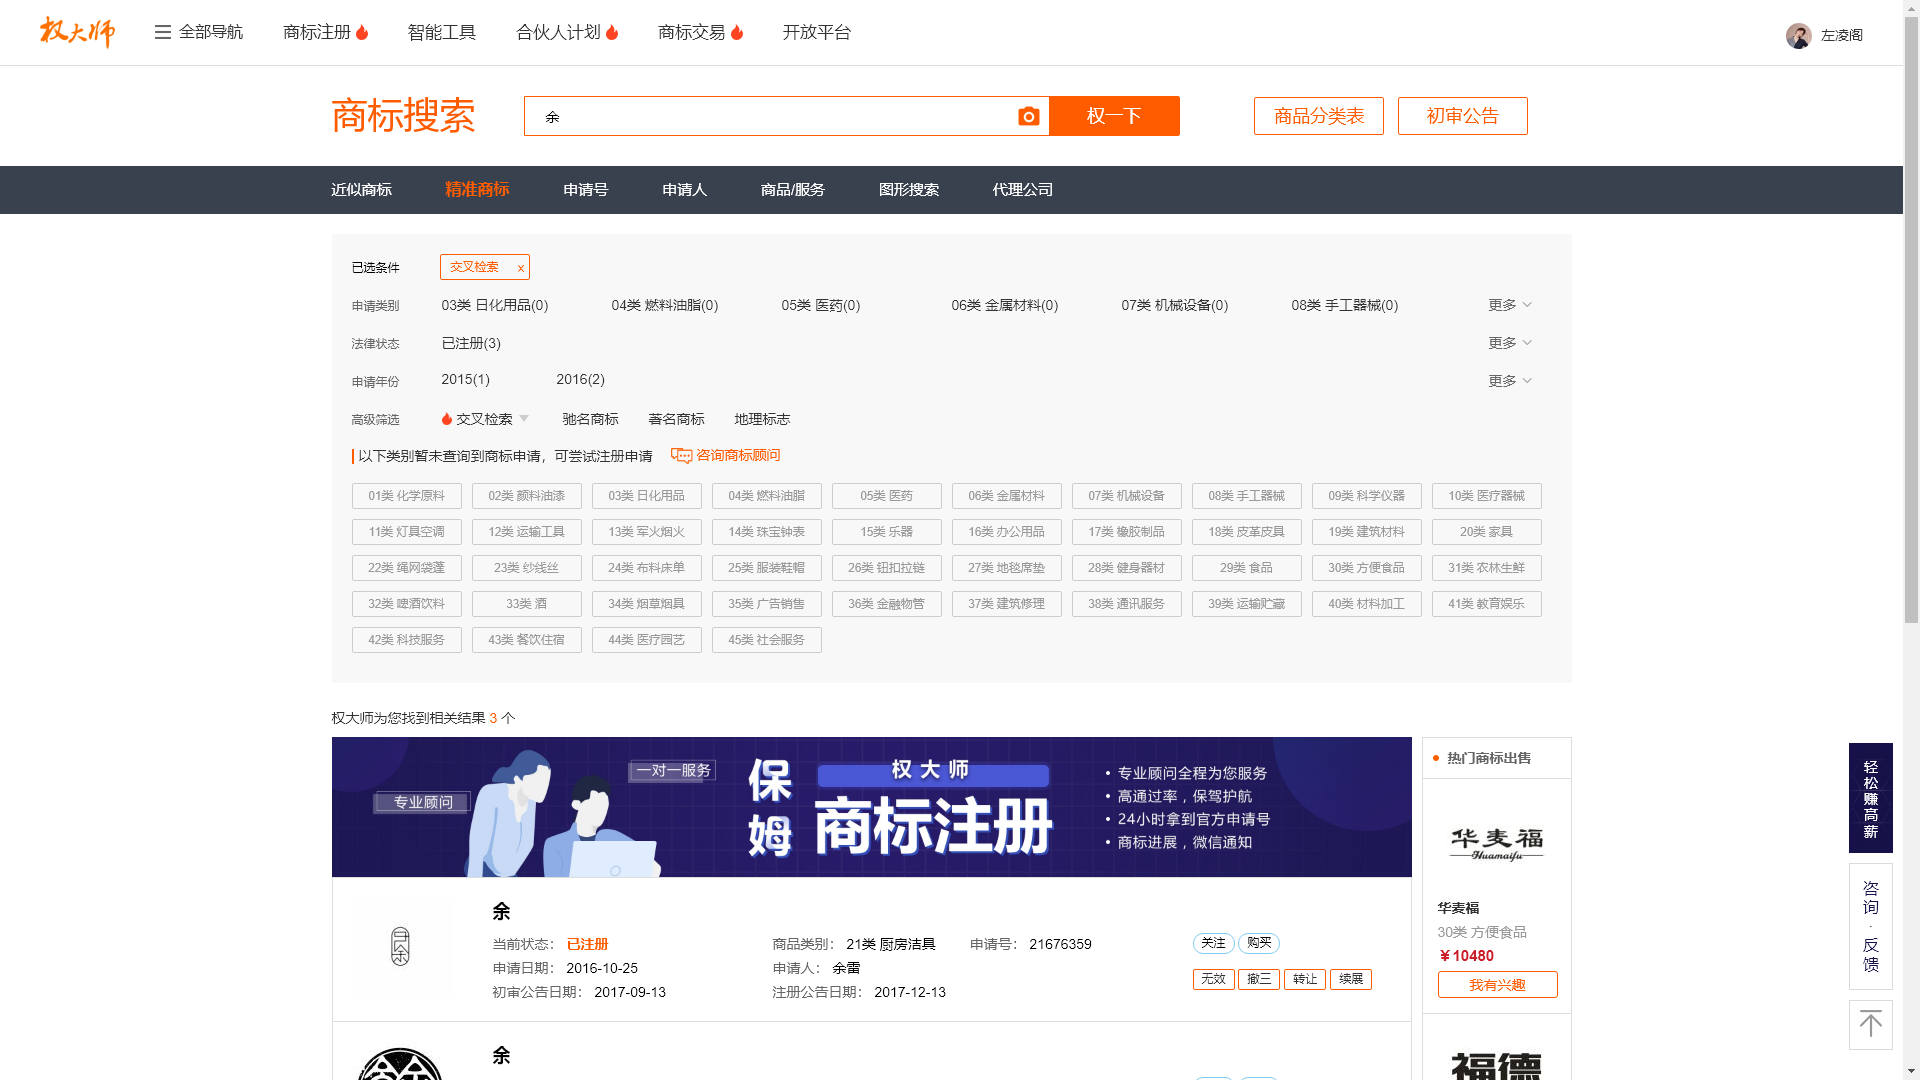 权大师 全部导航 商标注册 智能工具 合伙人计划 商标交易 开放平台 左凌阁
商标搜索 余 权一下 商品分类表 初审公告
近似商标 精准商标 申请号 申请人 商品/服务 图形搜索 代理公司
已选条件 交叉检索 x
申请类别 03类 日化用品(0) 04类 燃料油脂(0) 05类 医药(0) 06类 金属材料(0) 07类 机械设备(0) 08类 手工器械(0) 更多
法律状态 已注册(3) 更多
申请年份 2015(1) 2016(2) 更多
高级筛选 交叉检索 驰名商标 著名商标 地理标志
以下类别暂未查询到商标申请，可尝试注册申请 咨询商标顾问
01类 化学原料 02类 颜料油漆 03类 日化用品 04类 燃料油脂 05类 医药 06类 金属材料 07类 机械设备 08类 手工器械 09类 科学仪器 10类 医疗器械
11类 灯具空调 12类 运输工具 13类 军火烟火 14类 珠宝钟表 15类 乐器 16类 办公用品 17类 橡胶制品 18类 皮革皮具 19类 建筑材料 20类 家具
22类 绳网袋蓬 23类 纱线丝 24类 布料床单 25类 服装鞋帽 26类 钮扣拉链 27类 地毯席垫 28类 健身器材 29类 食品 30类 方便食品 31类 农林生鲜
32类 啤酒饮料 33类 酒 34类 烟草烟具 35类 广告销售 36类 金融物管 37类 建筑修理 38类 通讯服务 39类 运输贮藏 40类 材料加工 41类 教育娱乐
42类 科技服务 43类 餐饮住宿 44类 医疗园艺 45类 社会服务
权大师为您找到相关结果 3 个
专业顾问
一对一服务
保姆
权大师
商标注册
• 专业顾问全程为您服务
• 高通过率，保驾护航
• 24小时拿到官方申请号
• 商标进展，微信通知
余
当前状态： 已注册 商品类别： 21类 厨房洁具 申请号： 21676359 关注 购买
申请日期： 2016-10-25 申请人： 余雷
无效 撤三 转让 续展
初审公告日期： 2017-09-13 注册公告日期： 2017-12-13
余
热门商标出售
华麦福
Huamaifu
华麦福
30类 方便食品
￥10480
我有兴趣
福德
轻松赚高薪
咨询·反馈